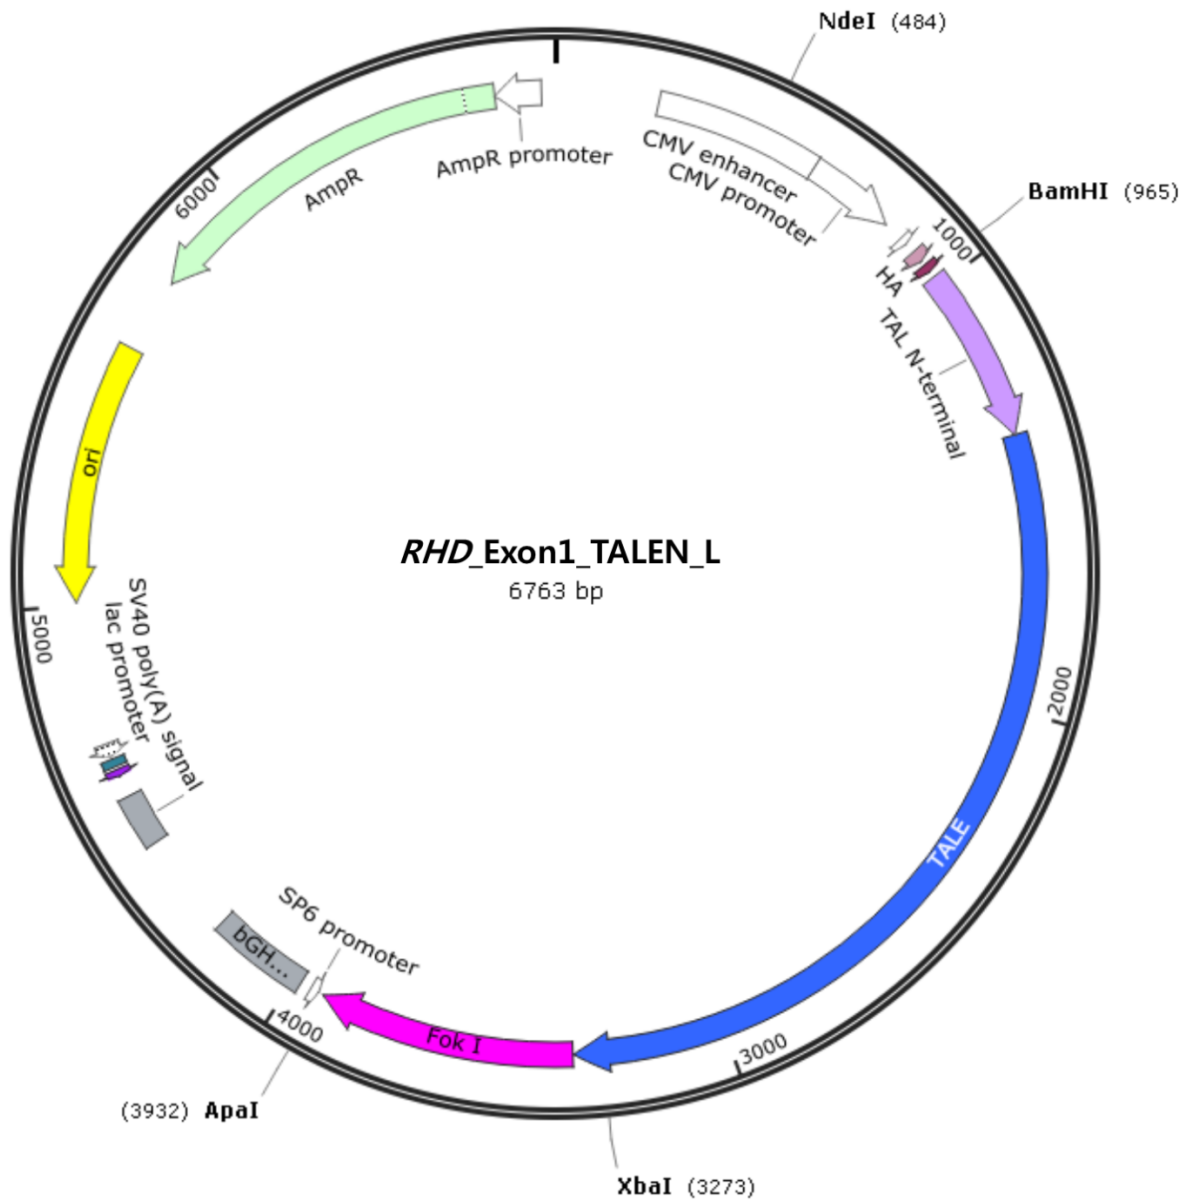 NdeI (484)
BamHI (965)
1000
CMV enhancer
CMV promoter
HA
TAL N-terminal
AmpR promoter
AmpR
6000
ori
5000
RHD_Exon1_TALEN_L
6763 bp
2000
TALE
SV40 poly(A) signal
lac promoter
SP6 promoter
bGH...
4000
Fok I
3000
(3932) ApaI
XbaI (3273)